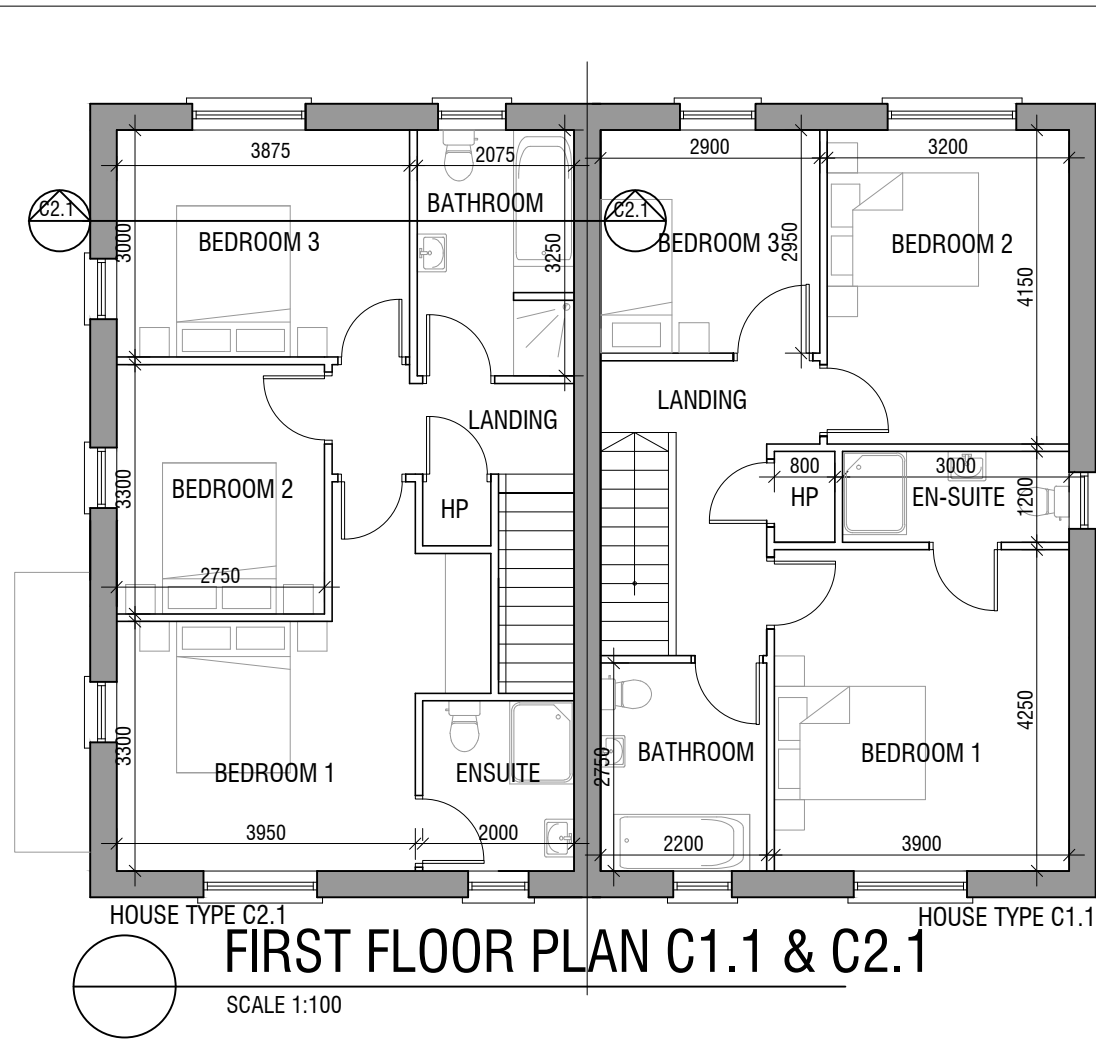 3875
2075
2900
3200
BATHROOM
C2.1
C2.1
BEDROOM 3
3000
3250
BEDROOM 3
2950
BEDROOM 2
4150
LANDING
LANDING
BEDROOM 2
3300
HP
800
3000
HP
EN-SUITE
1200
2750
3300
BEDROOM 1
ENSUITE
2750
BATHROOM
BEDROOM 1
4250
3950
2000
2200
3900
HOUSE TYPE C2.1
HOUSE TYPE C1.1
FIRST FLOOR PLAN C1.1 & C2.1
SCALE 1:100